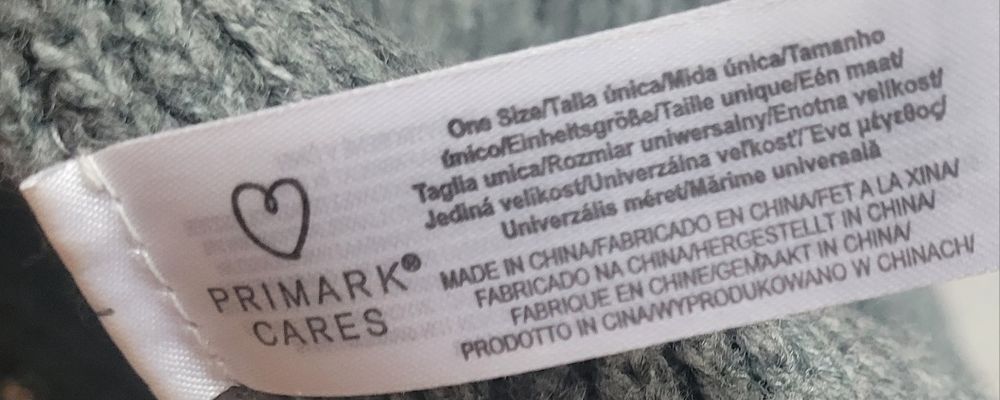 PRIMARK®
CARES
One Size/Talla única/Mida única/Tamanho
único/Einheitsgröße/Taille unique/Eén maat/
Taglia unica/Rozmiar uniwersalny/Enotna velikost/
Jediná velikost/Univerzálna veľkosť/Ένα μέγεθος/
Univerzális méret/Mărime universală
MADE IN CHINA/FABRICADO EN CHINA/FET A LA XINA/
FABRICADO NA CHINA/HERGESTELLT IN CHINA/
FABRIQUE EN CHINE/GEMAAKT IN CHINA/
PRODOTTO IN CINA/WYPRODUKOWANO W CHINACH/